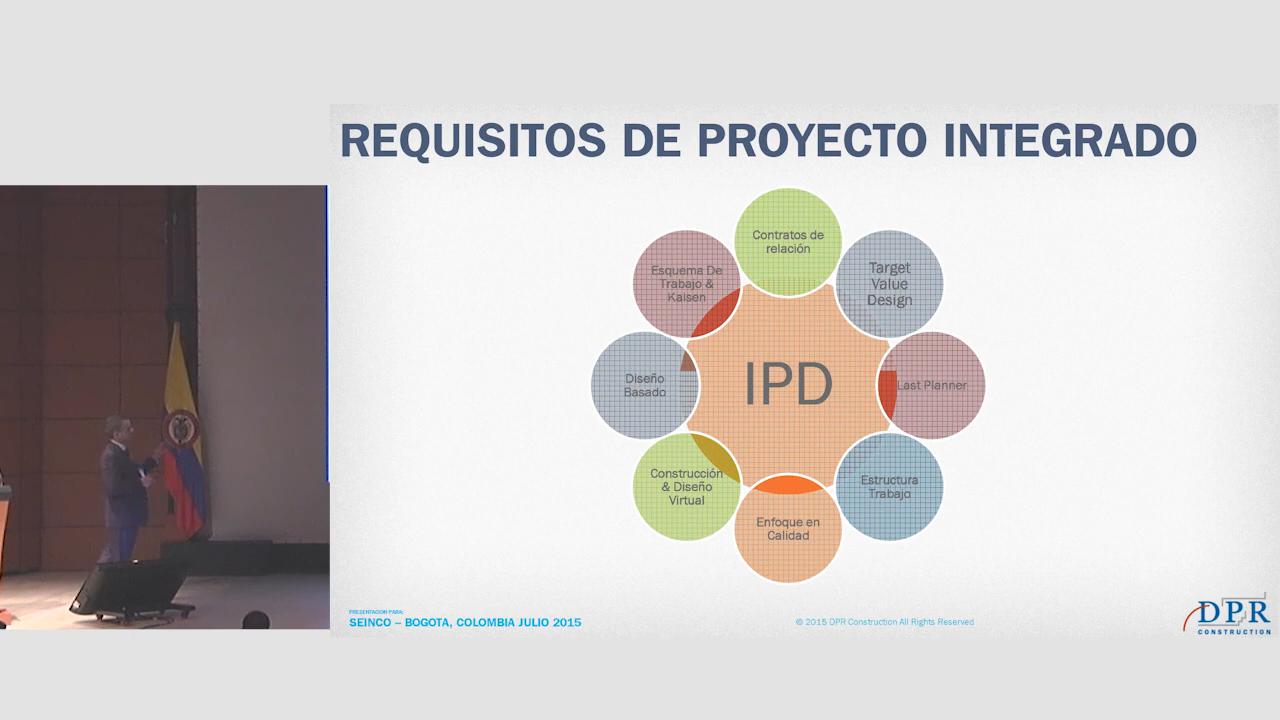 REQUISITOS DE PROYECTO INTEGRADO
Contratos de
relación
Target
Value
Design
Last Planner
Estructura
Trabajo
Enfoque en
Calidad
Construcción
& Diseño
Virtual
Diseño
Basado
Esquema De
Trabajo &
Kaisen
IPD
PRESENTACION PARA:
SEINCO – BOGOTA, COLOMBIA JULIO 2015
© 2015 DPR Construction All Rights Reserved
DPR
CONSTRUCTION